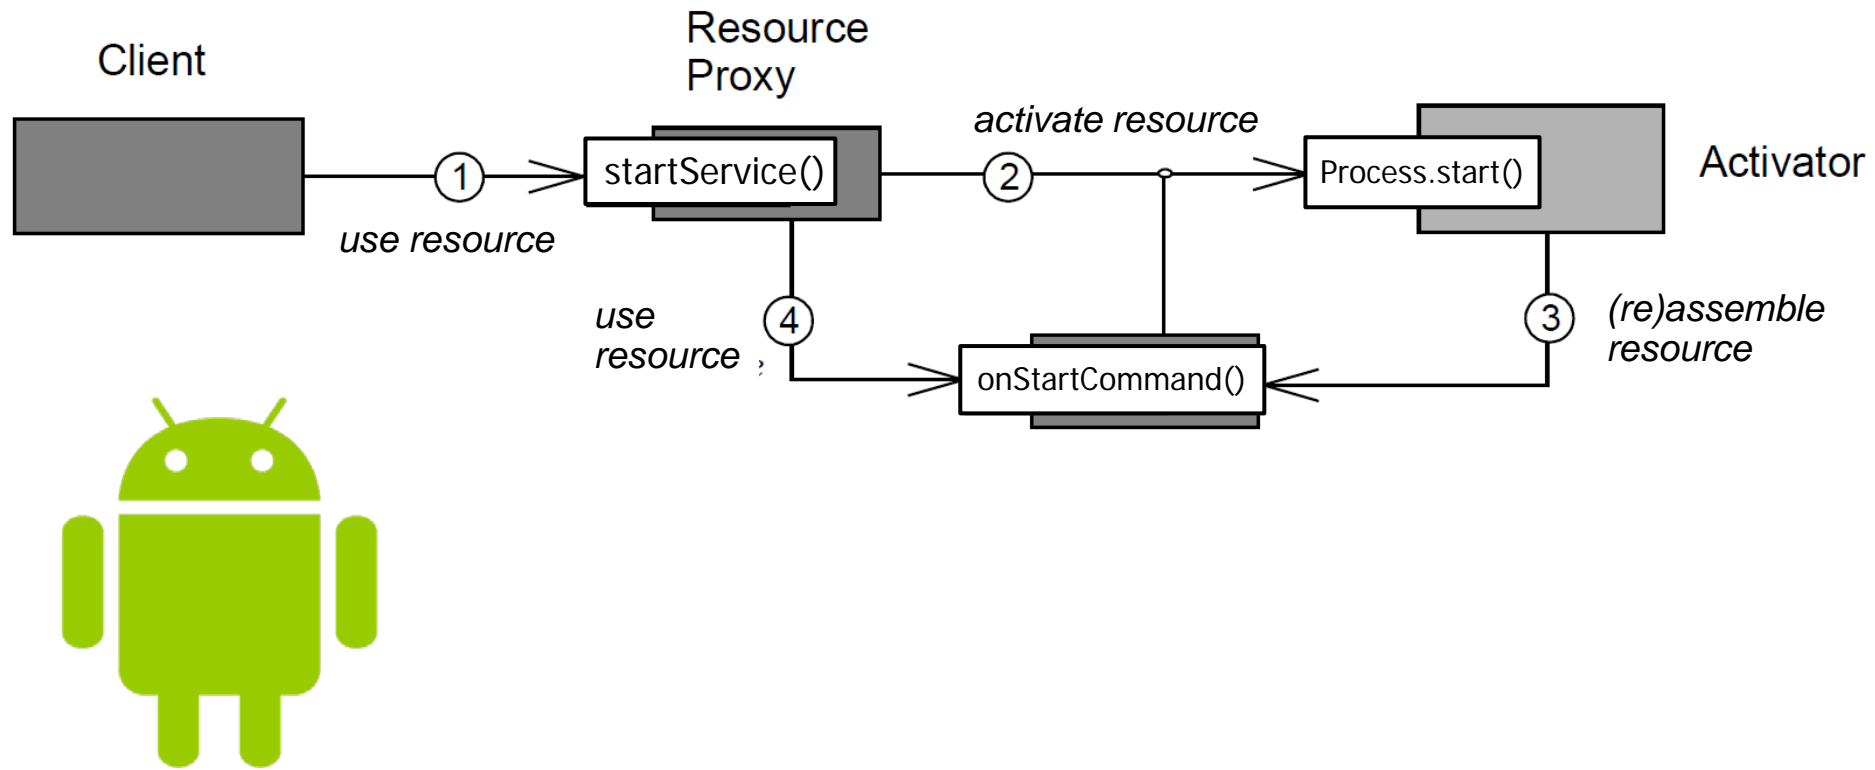 Client
Resource
Proxy
activate resource
startService()
Process.start()
Activator
1
2
use resource
use
resource
4
3
(re)assemble
resource
onStartCommand()